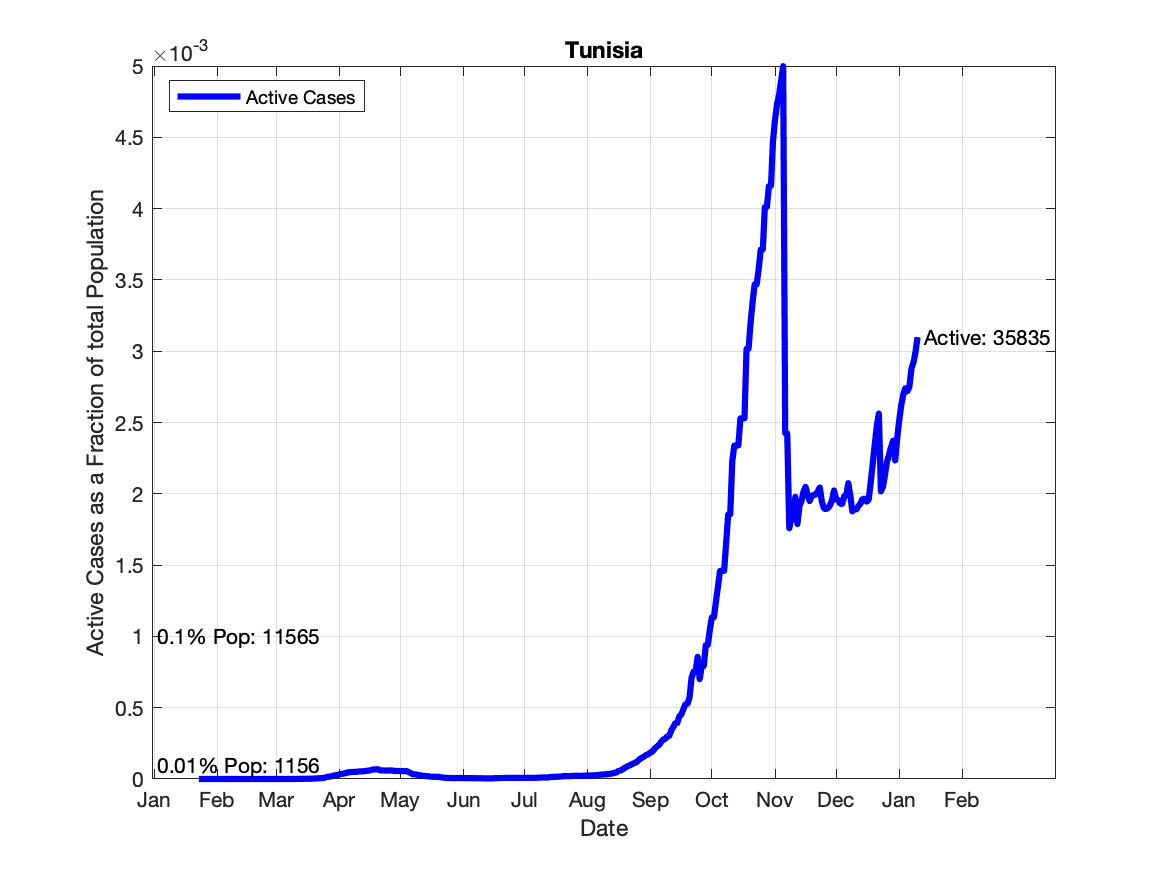 Tunisia
×10-3
5
4.5
4
3.5
3
2.5
2
1.5
1
0.5
0
Active Cases as a Fraction of total Population
Active Cases
Active: 35835
0.1% Pop: 11565
0.01% Pop: 1156
Jan Feb Mar Apr May Jun Jul Aug Sep Oct Nov Dec Jan Feb
Date